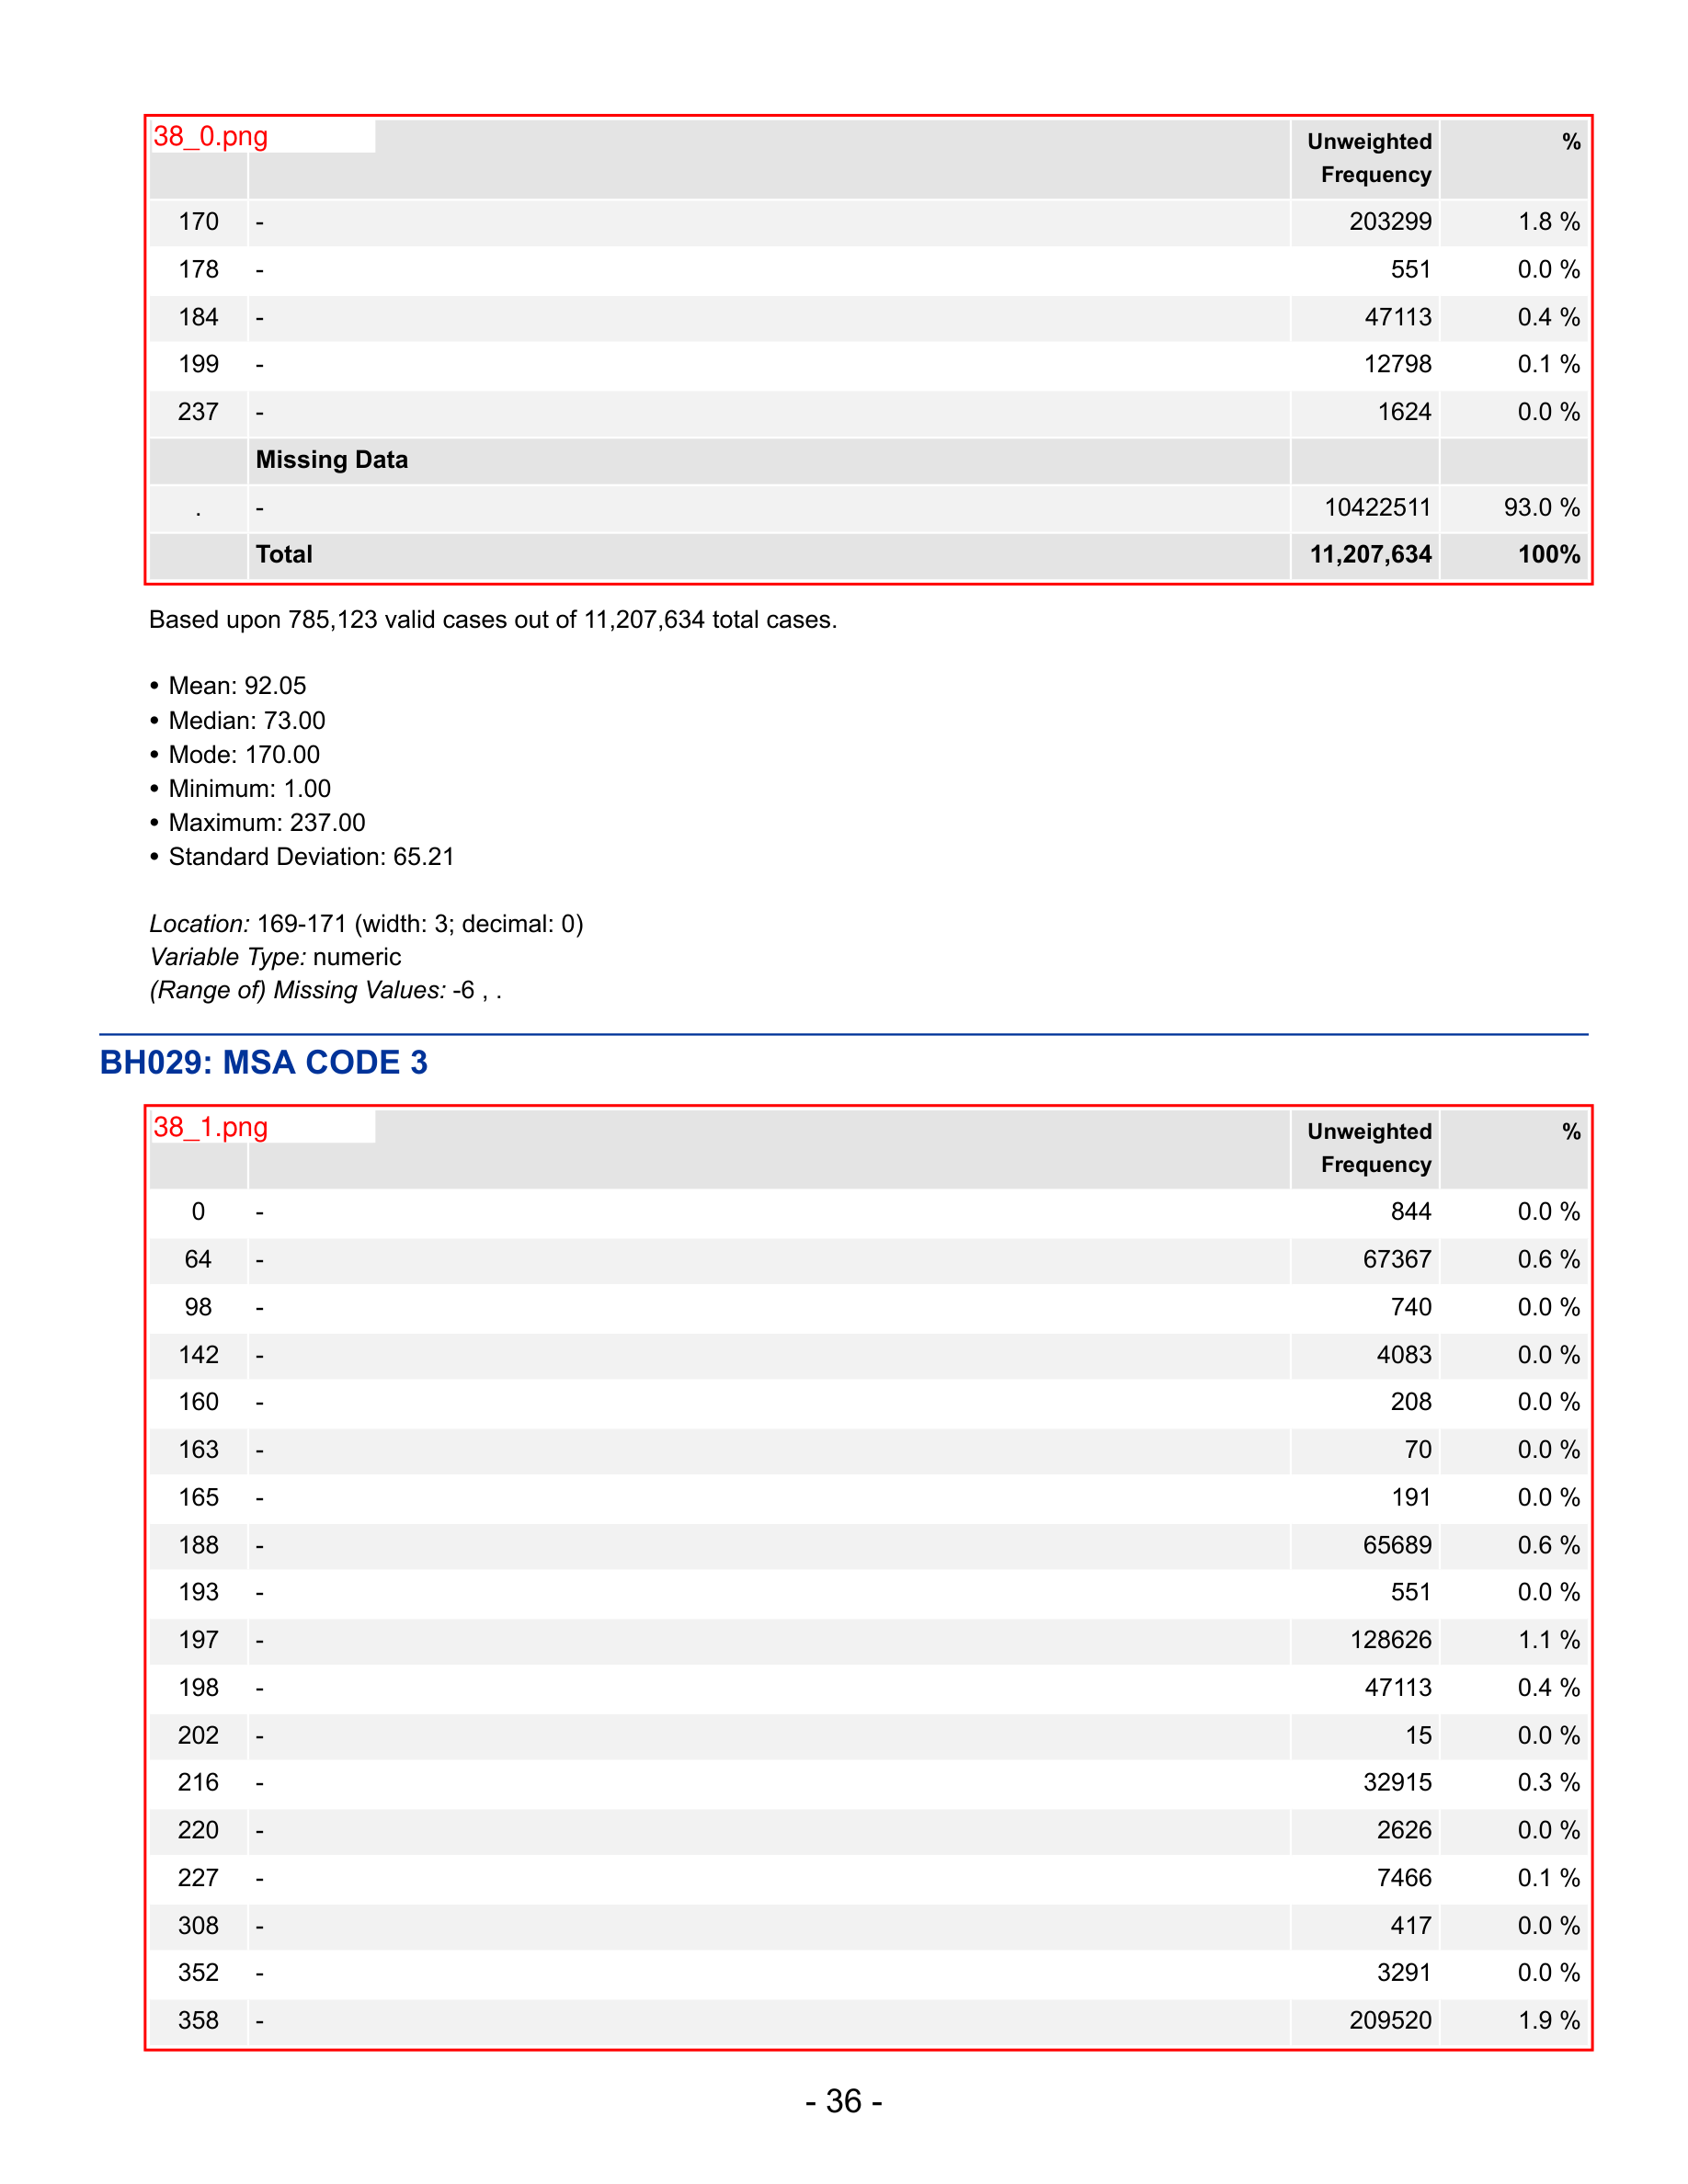 38_0.png
Unweighted Frequency %
170 - 203299 1.8 %
178 - 551 0.0 %
184 - 47113 0.4 %
199 - 12798 0.1 %
237 - 1624 0.0 %
Missing Data
. - 10422511 93.0 %
Total 11,207,634 100%
Based upon 785,123 valid cases out of 11,207,634 total cases.
• Mean: 92.05
• Median: 73.00
• Mode: 170.00
• Minimum: 1.00
• Maximum: 237.00
• Standard Deviation: 65.21
Location: 169-171 (width: 3; decimal: 0)
Variable Type: numeric
(Range of) Missing Values: -6 , .
BH029: MSA CODE 3
38_1.png
Unweighted Frequency %
0 - 844 0.0 %
64 - 67367 0.6 %
98 - 740 0.0 %
142 - 4083 0.0 %
160 - 208 0.0 %
163 - 70 0.0 %
165 - 191 0.0 %
188 - 65689 0.6 %
193 - 551 0.0 %
197 - 128626 1.1 %
198 - 47113 0.4 %
202 - 15 0.0 %
216 - 32915 0.3 %
220 - 2626 0.0 %
227 - 7466 0.1 %
308 - 417 0.0 %
352 - 3291 0.0 %
358 - 209520 1.9 %
- 36 -